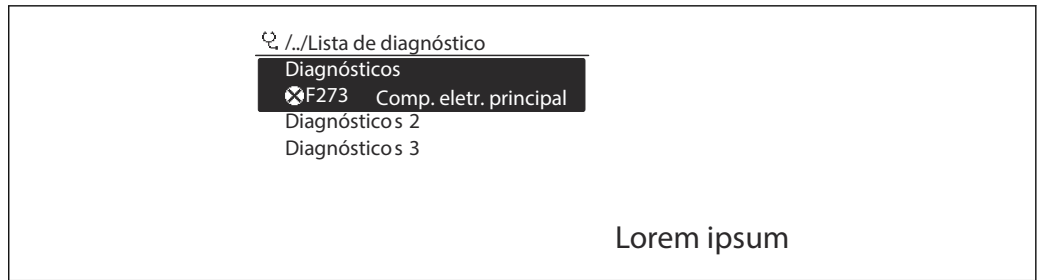 /../Lista de diagnóstico
Diagnósticos
F273 Comp. eletr. principal
Diagnósticos 2
Diagnósticos 3
Lorem ipsum